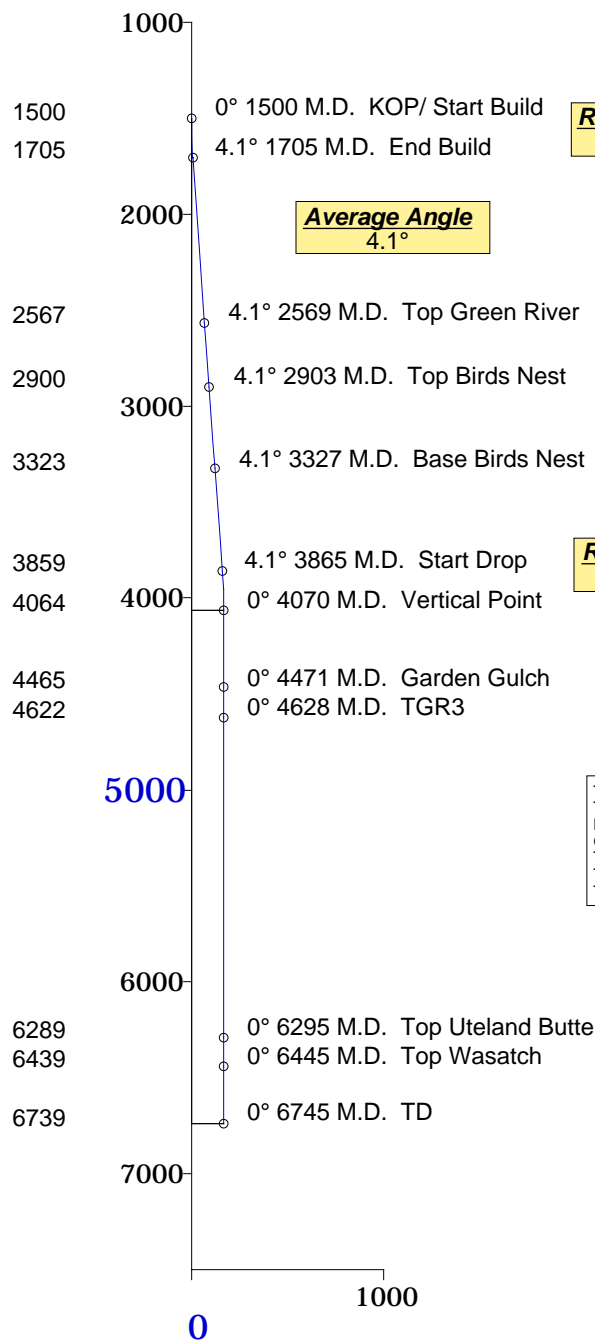 1000
1500 0° 1500 M.D. KOP/ Start Build
1705 4.1° 1705 M.D. End Build
2000
Average Angle
4.1°
2567 4.1° 2569 M.D. Top Green River
2900 4.1° 2903 M.D. Top Birds Nest
3000
3323 4.1° 3327 M.D. Base Birds Nest
3859 4.1° 3865 M.D. Start Drop
4000
4064 0° 4070 M.D. Vertical Point
4465 0° 4471 M.D. Garden Gulch
4622 0° 4628 M.D. TGR3
5000
6000
6289 0° 6295 M.D. Top Uteland Butte
6439 0° 6445 M.D. Top Wasatch
6739 0° 6745 M.D. TD
7000
1000
0